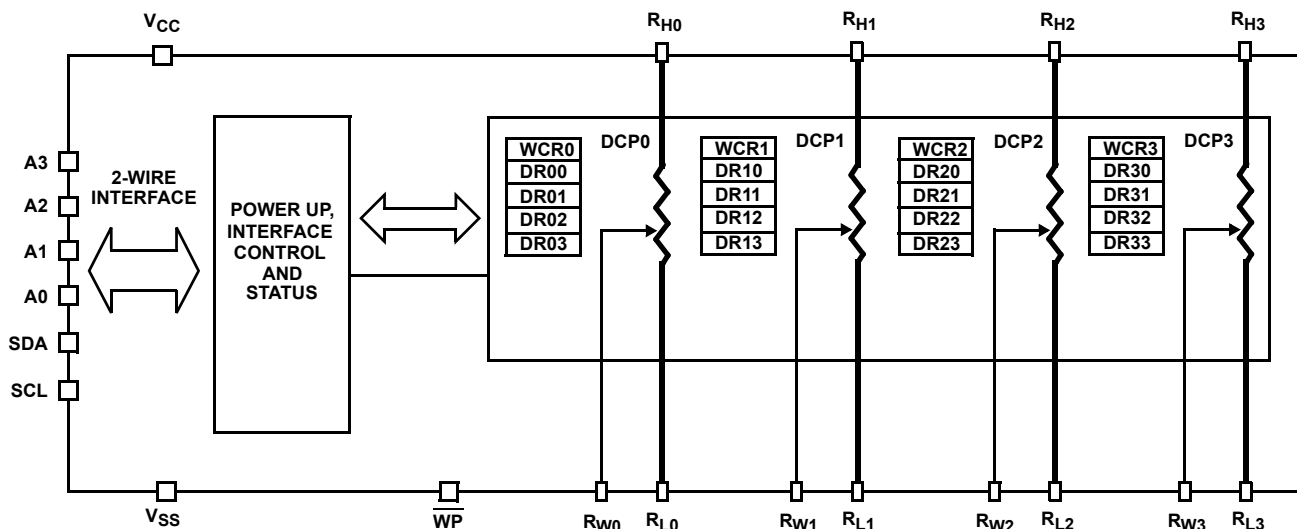 VCC
RH0
RH1
RH2
RH3
A3
A2
A1
A0
SDA
SCL
2-WIRE
INTERFACE
POWER UP,
INTERFACE
CONTROL
AND
STATUS
WCR0
DR00
DR01
DR02
DR03
DCP0
WCR1
DR10
DR11
DR12
DR13
DCP1
WCR2
DR20
DR21
DR22
DR23
DCP2
WCR3
DR30
DR31
DR32
DR33
DCP3
VSS
WP
RW0
RL0
RW1
RL1
RW2
RL2
RW3
RL3